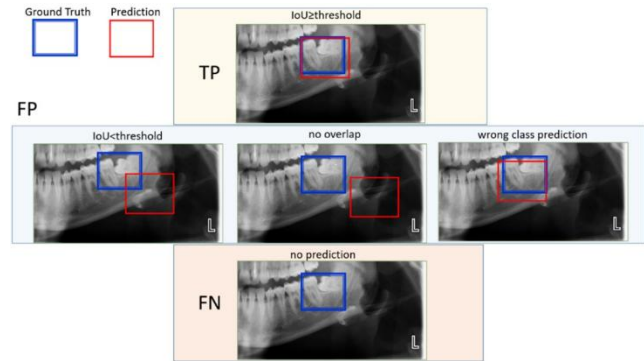 Ground Truth
Prediction
IoU≥threshold
TP
L
FP
IoU<threshold
no overlap
wrong class prediction
L
L
L
no prediction
FN
L